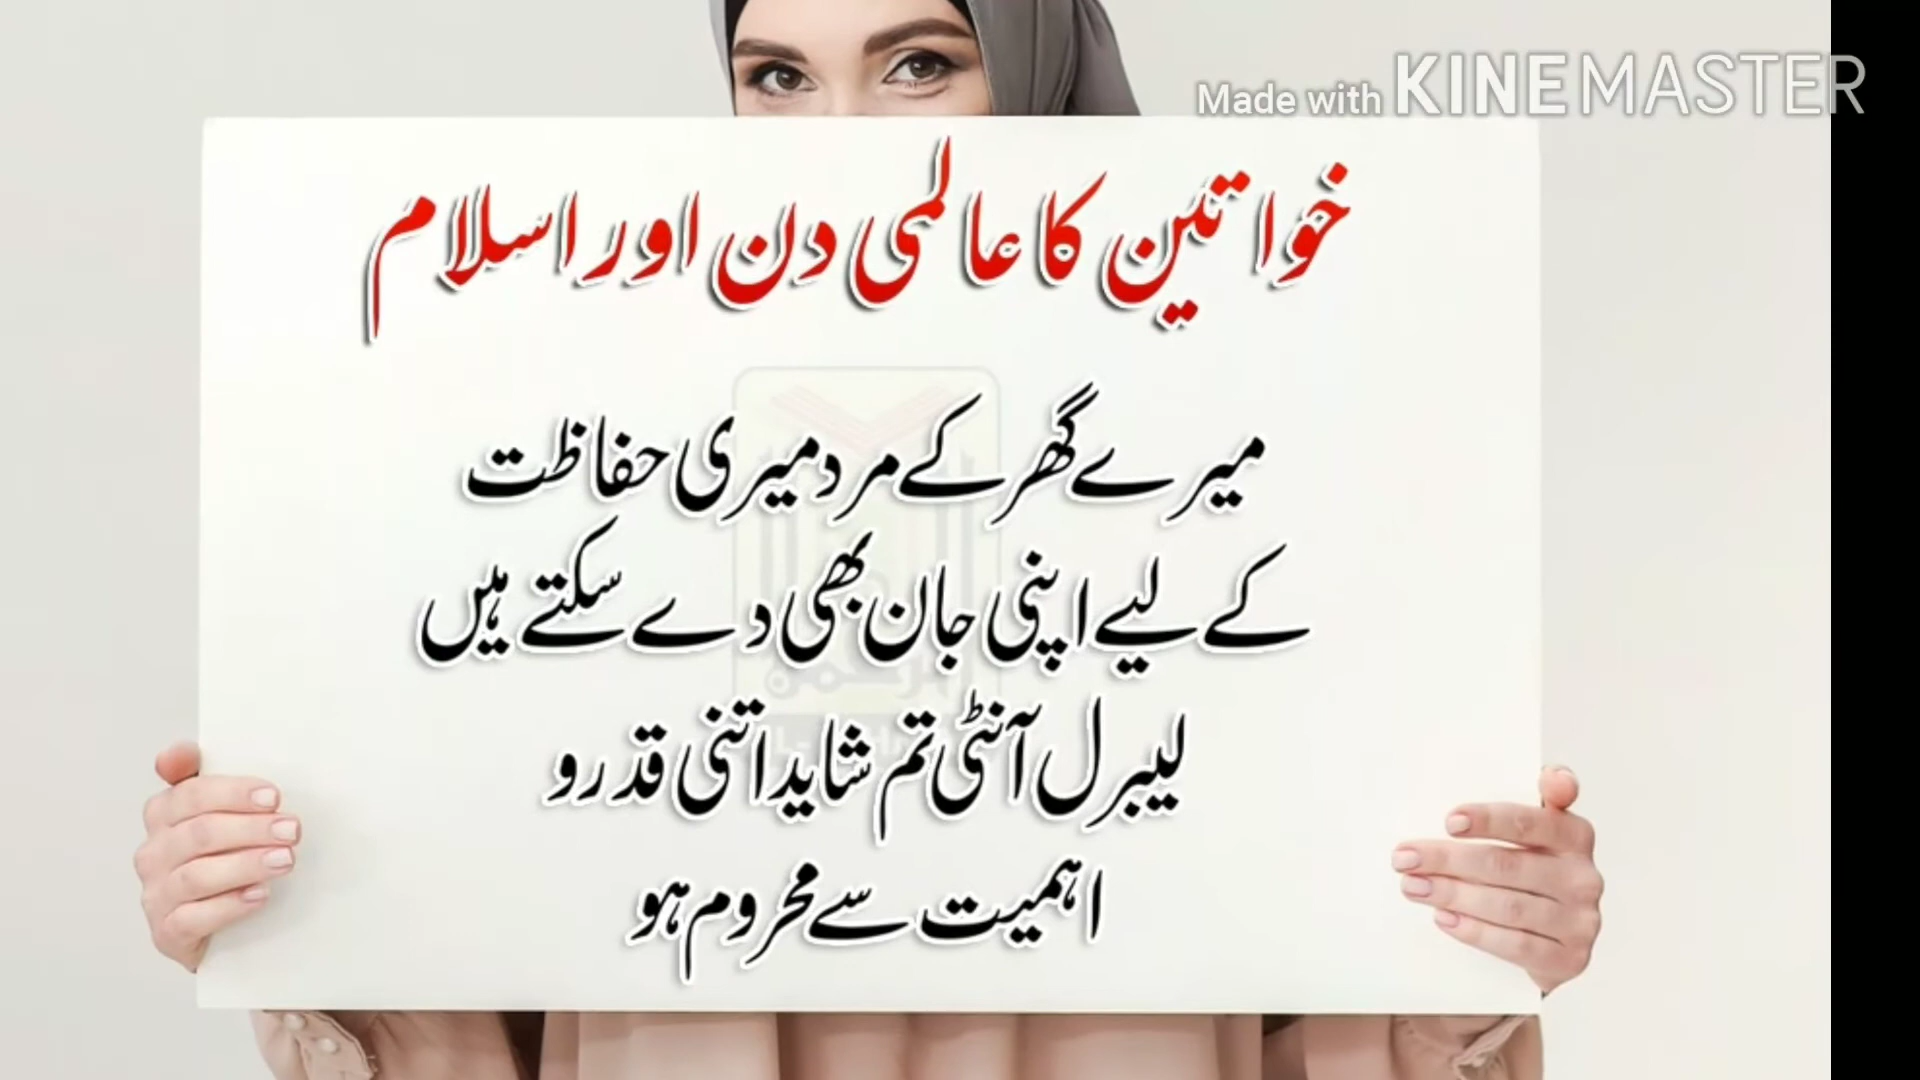 Made with KINEMASTER
خواتین کا عالمی دن اور اسلام
میرے گھر کے مرد میری حفاظت
کے لیے اپنی جان بھی دے سکتے ہیں
لیبرل آنٹی تم شاید اتنی قدر و
اہمیت سے محروم ہو